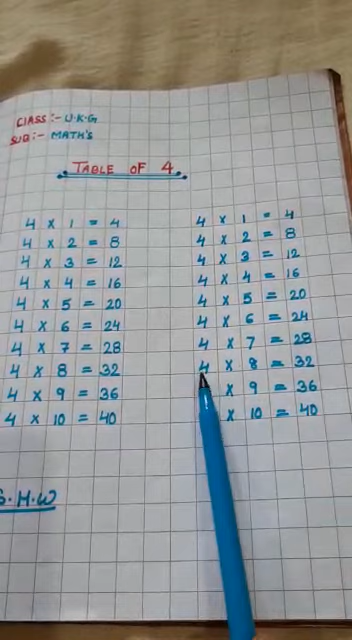 CLASS :- U.K.G
SUB :- MATH'S
TABLE OF 4
4 × 1 = 4
4 × 2 = 8
4 × 3 = 12
4 × 4 = 16
4 × 5 = 20
4 × 6 = 24
4 × 7 = 28
4 × 8 = 32
4 × 9 = 36
4 × 10 = 40
4 × 1 = 4
4 × 2 = 8
4 × 3 = 12
4 × 4 = 16
4 × 5 = 20
4 × 6 = 24
4 × 7 = 28
4 × 8 = 32
× 9 = 36
× 10 = 40
S.H.W